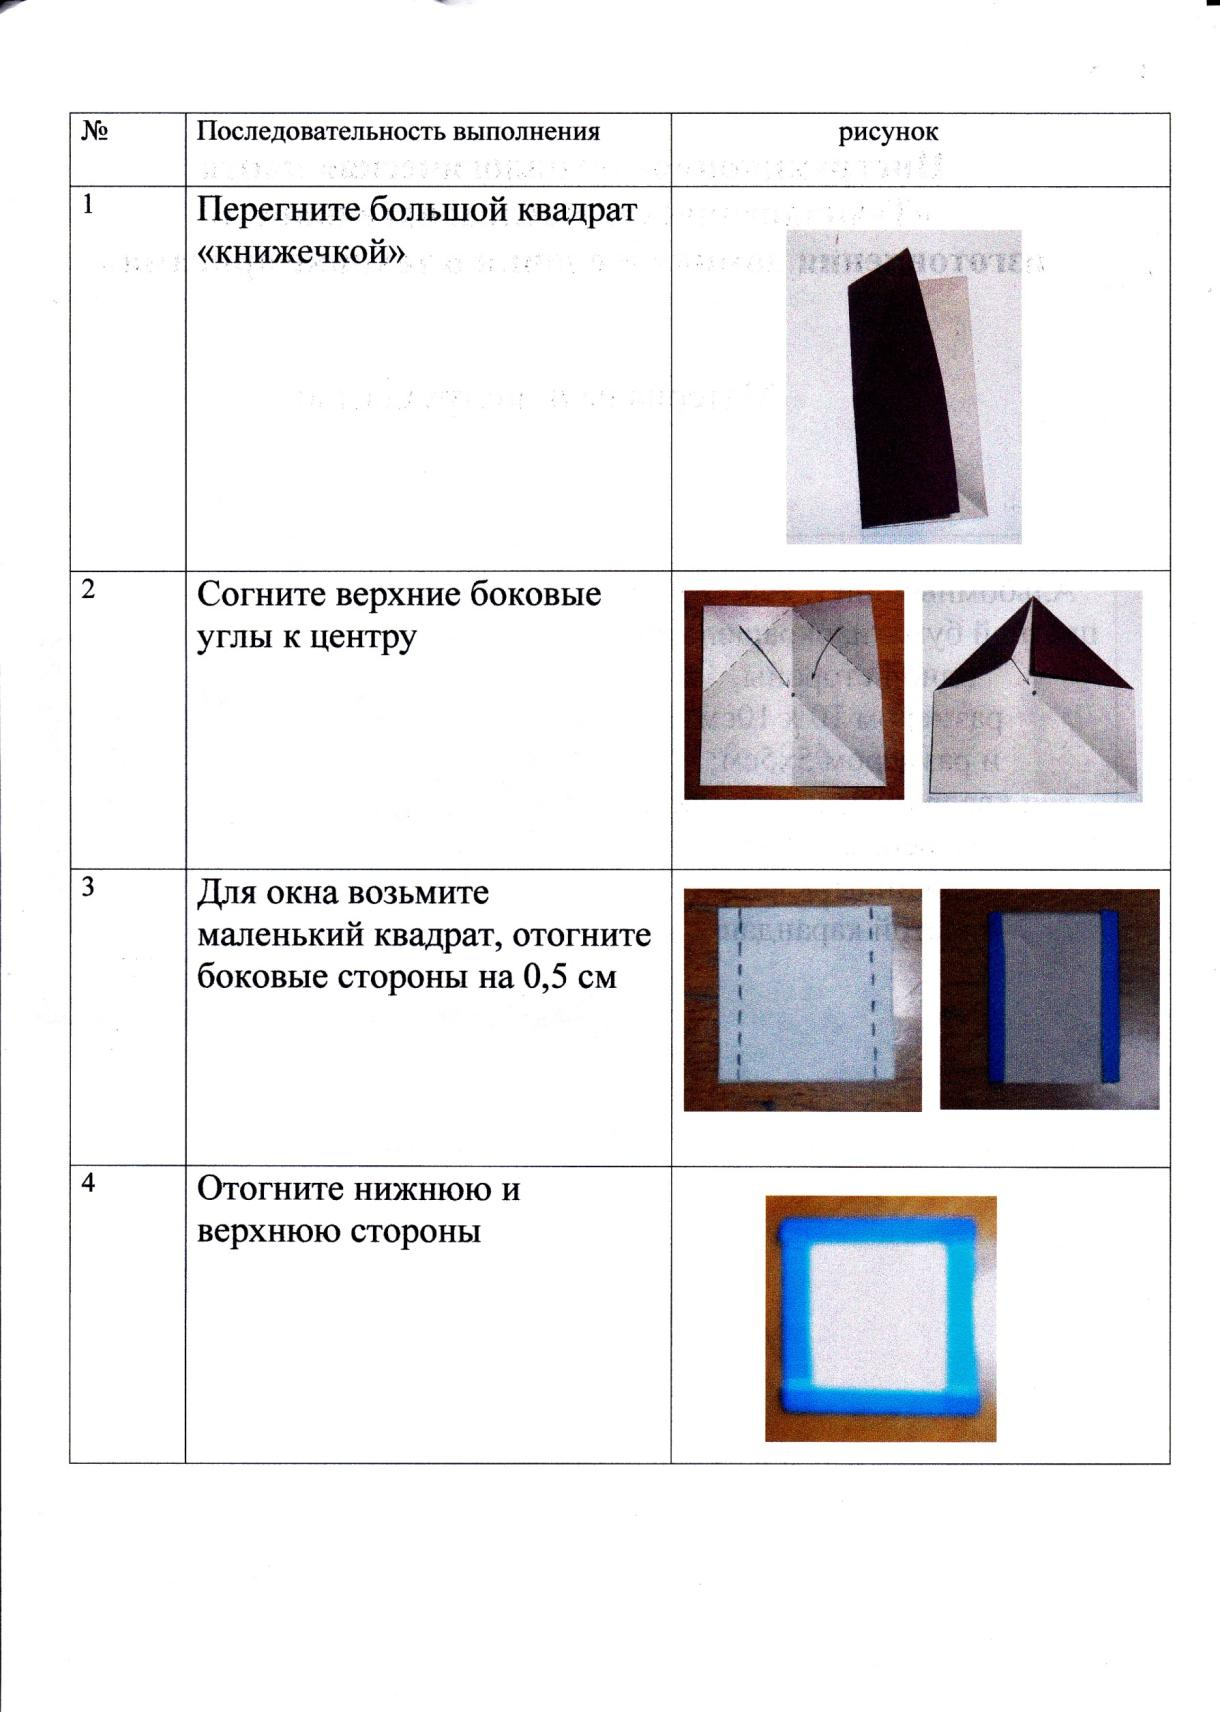 № Последовательность выполнения рисунок
1 Перегните большой квадрат
«книжечкой»
2 Согните верхние боковые
углы к центру
3 Для окна возьмите
маленький квадрат, отогните
боковые стороны на 0,5 см
4 Отогните нижнюю и
верхнюю стороны